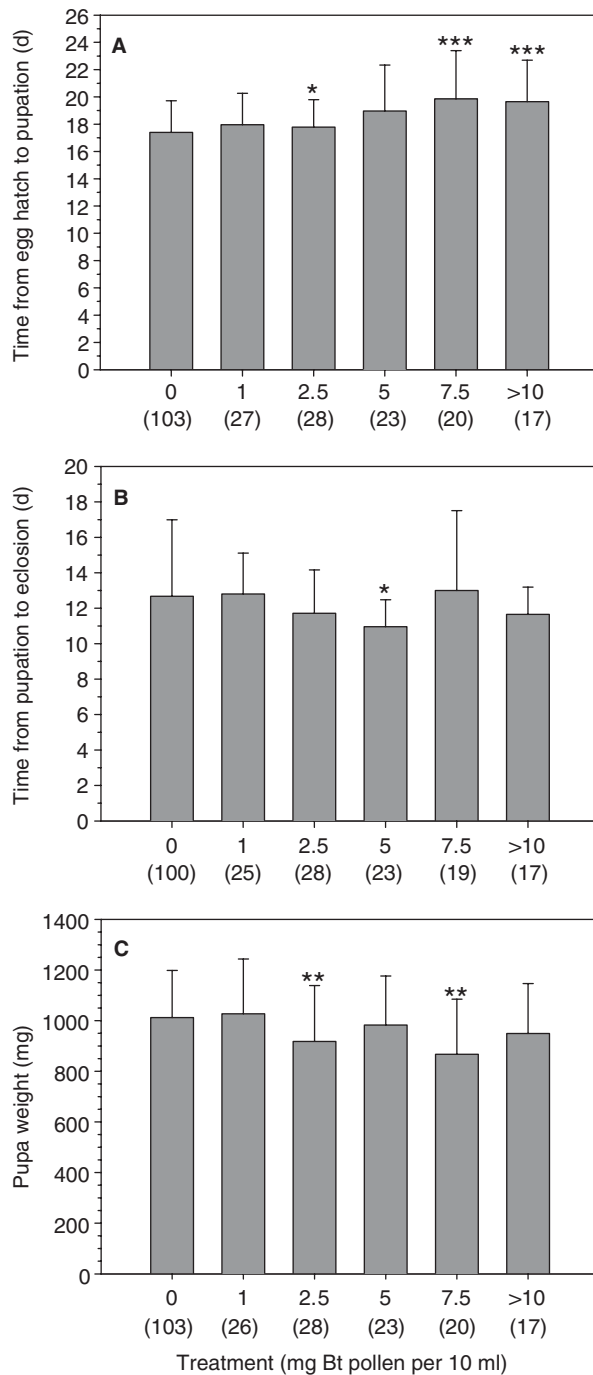 A
Time from egg hatch to pupation (d)
26
24
22
20
18
16
14
12
10
8
6
4
2
0
* *** ***
0 1 2.5 5 7.5 >10
(103) (27) (28) (23) (20) (17)
B
Time from pupation to eclosion (d)
20
18
16
14
12
10
8
6
4
2
0
*
0 1 2.5 5 7.5 >10
(100) (25) (28) (23) (19) (17)
C
Pupa weight (mg)
1400
1200
1000
800
600
400
200
0
** **
0 1 2.5 5 7.5 >10
(103) (26) (28) (23) (20) (17)
Treatment (mg Bt pollen per 10 ml)